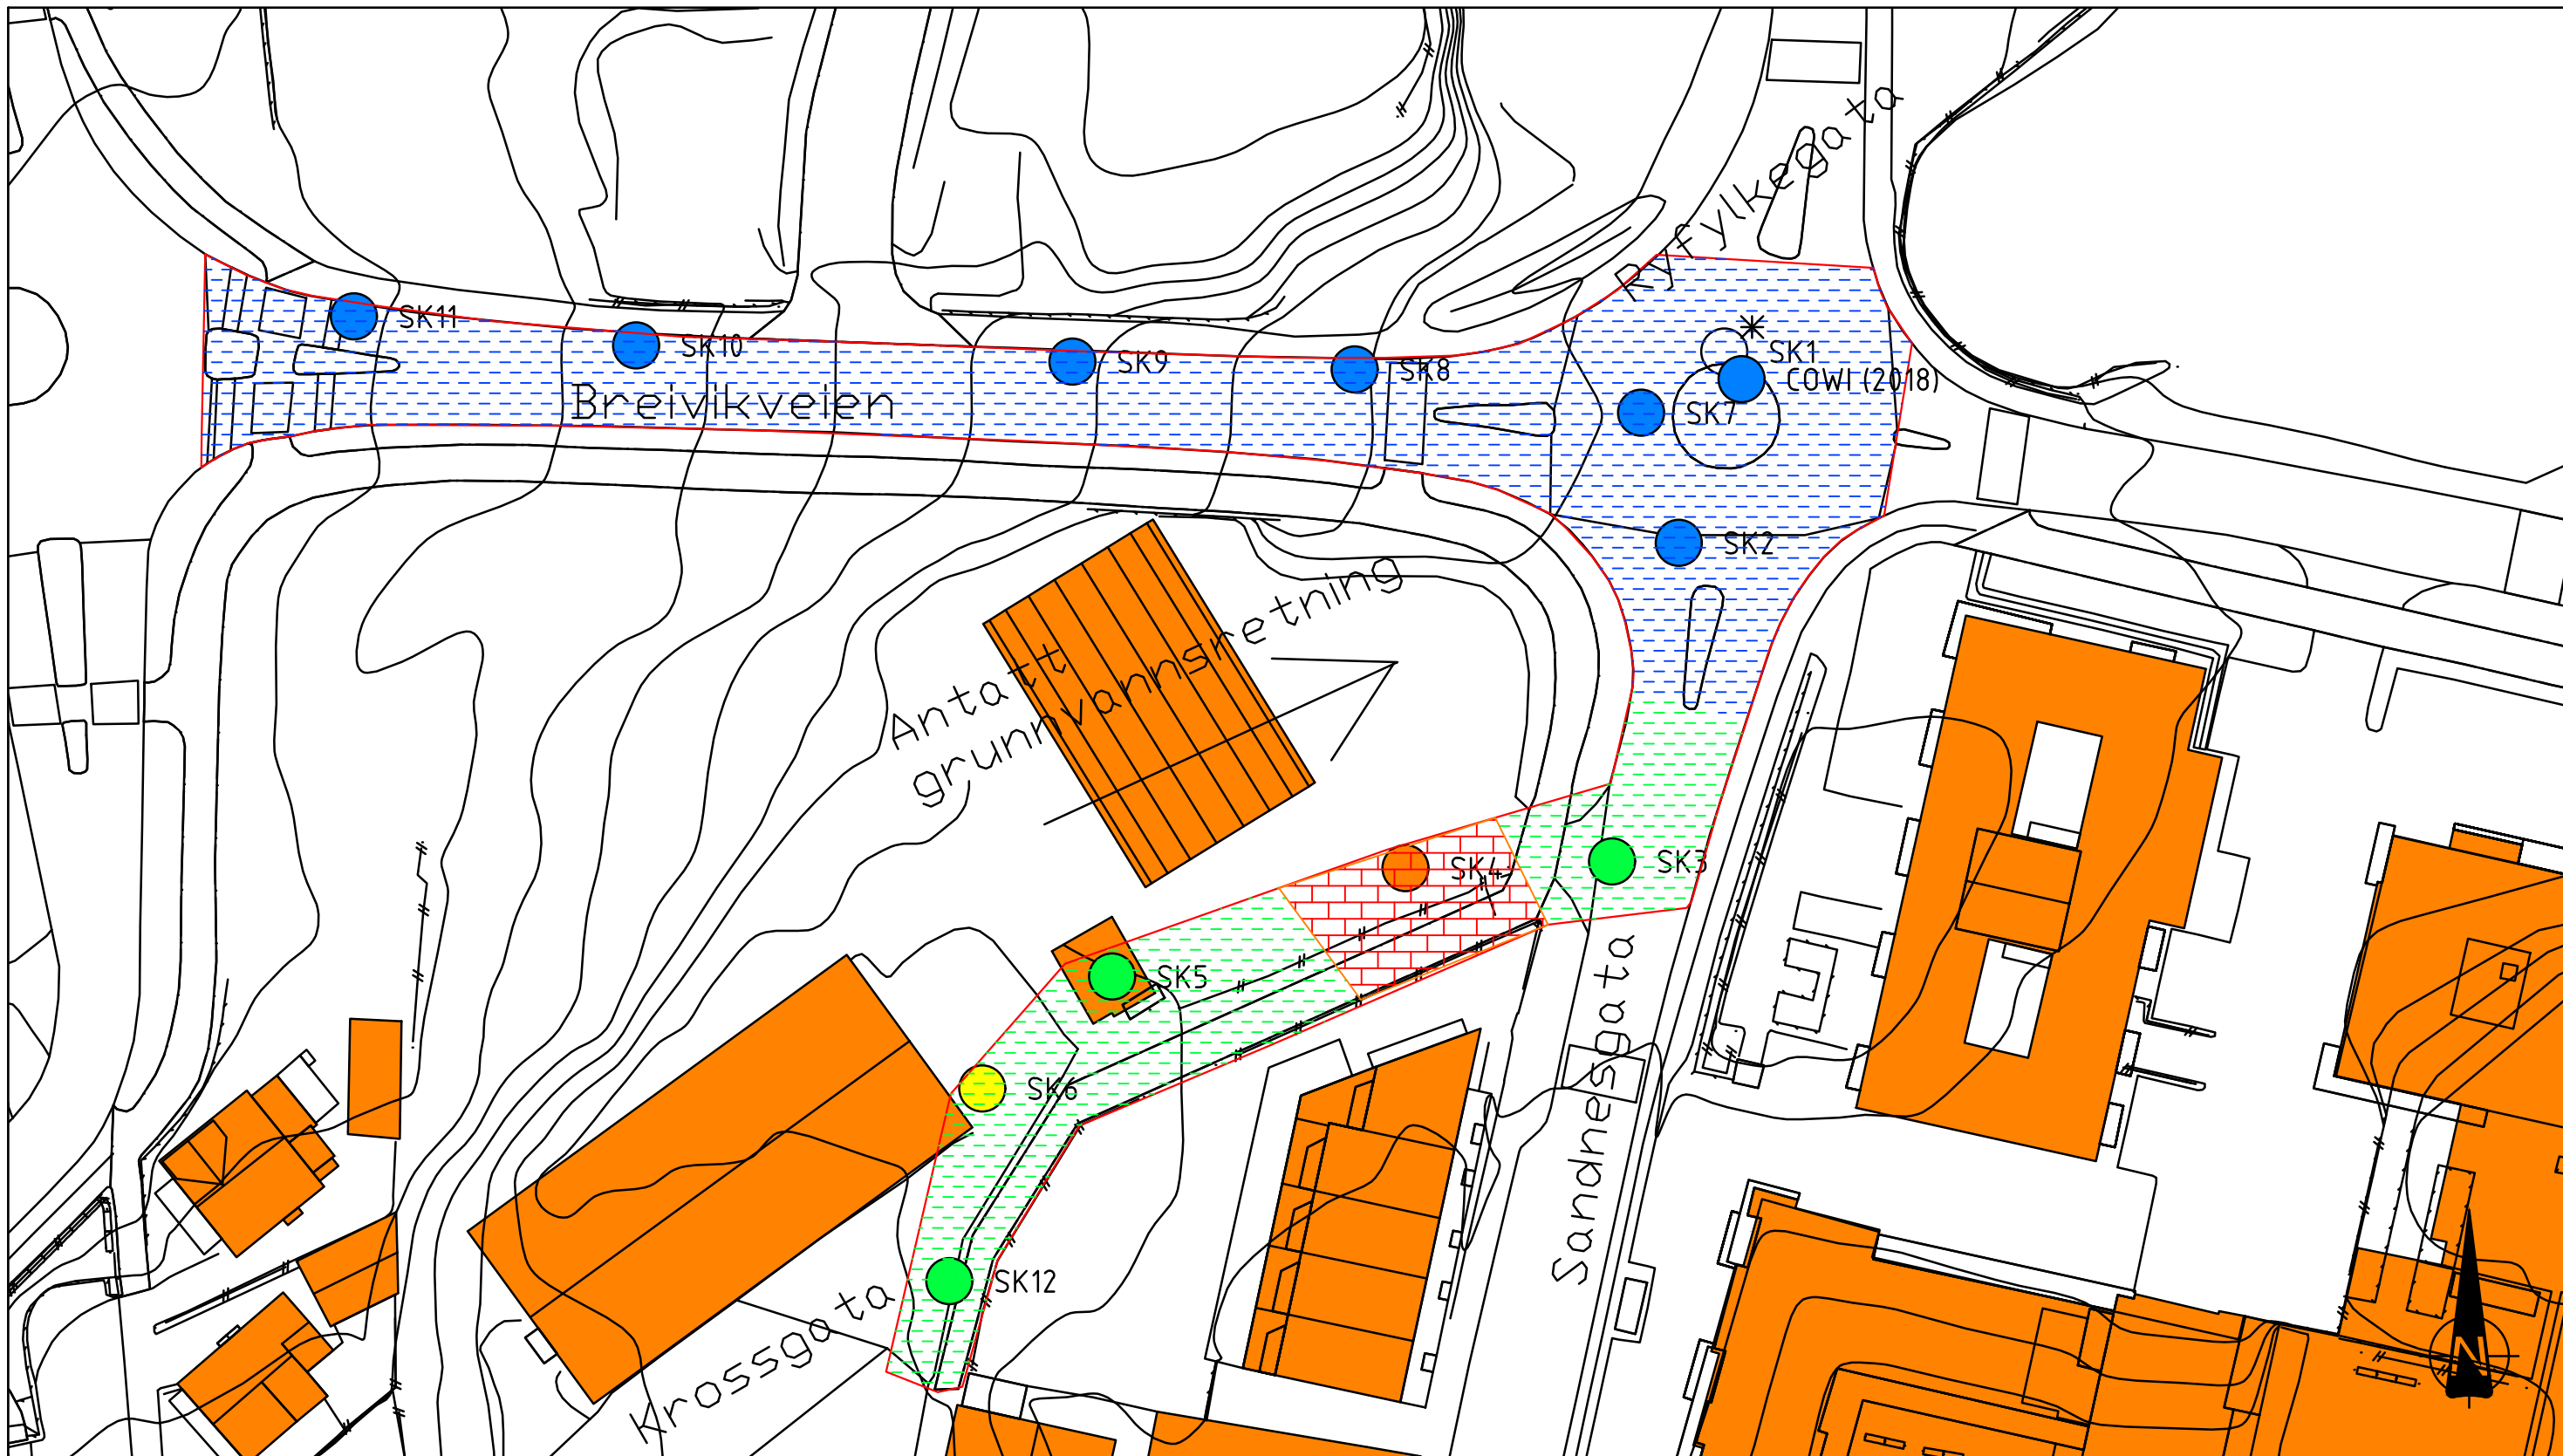 Ryfylkegata
SK11
SK10
SK9
SK8
SK1
COWI (2018)
SK7
Breivikveien
SK2
Antatt
grunnvannsretning
SK4
SK3
SK5
SK6
Sandnesgata
SK12
Krossgata
N